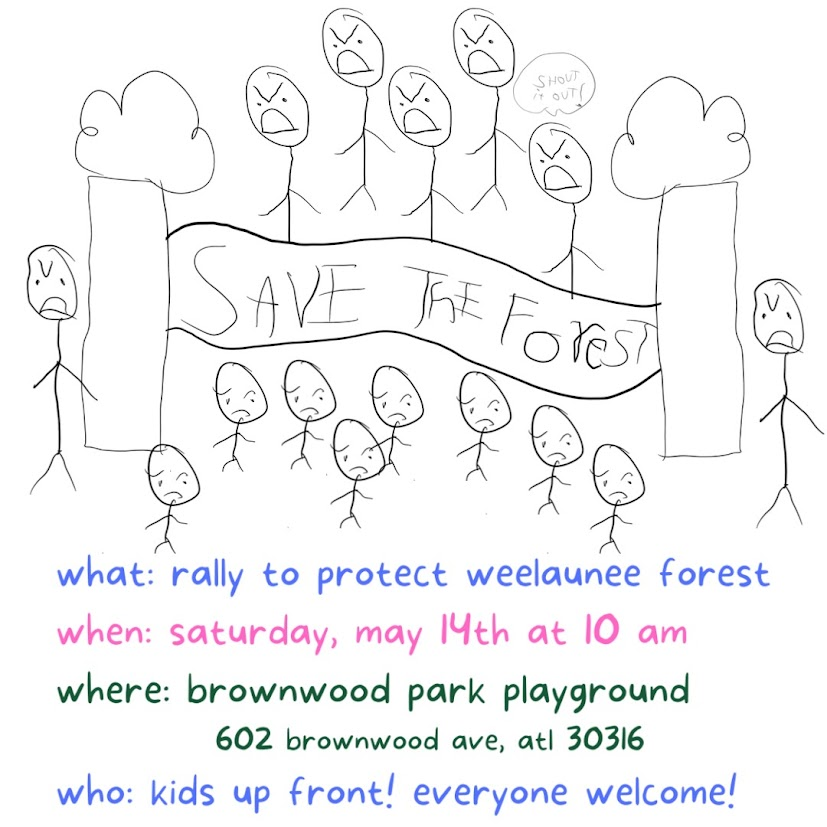 SHOUT
iT OUT!
SAVE THE FOreST
what: rally to protect weelaunee forest
when: saturday, may 14th at 10 am
where: brownwood park playground
602 brownwood ave, atl 30316
who: kids up front! everyone welcome!